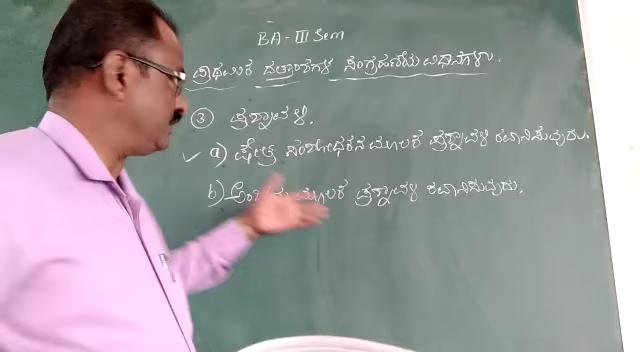 BA - III Sem
ಪ್ರಾಥಮಿಕ ದತ್ತಾಂಶಗಳ ಸಂಗ್ರಹಣೆಯ ವಿಧಾನಗಳು.
③ ಪ್ರಶ್ನಾವಳಿ.
a) ಕ್ಷೇತ್ರ ಸಂಶೋಧಕನ ಮೂಲಕ ಪ್ರಶ್ನಾವಳಿ ರವಾನಿಸುವುದು.
b) ಮೂಲಕ ಪ್ರಶ್ನಾವಳಿ ರವಾನಿಸುವುದು.